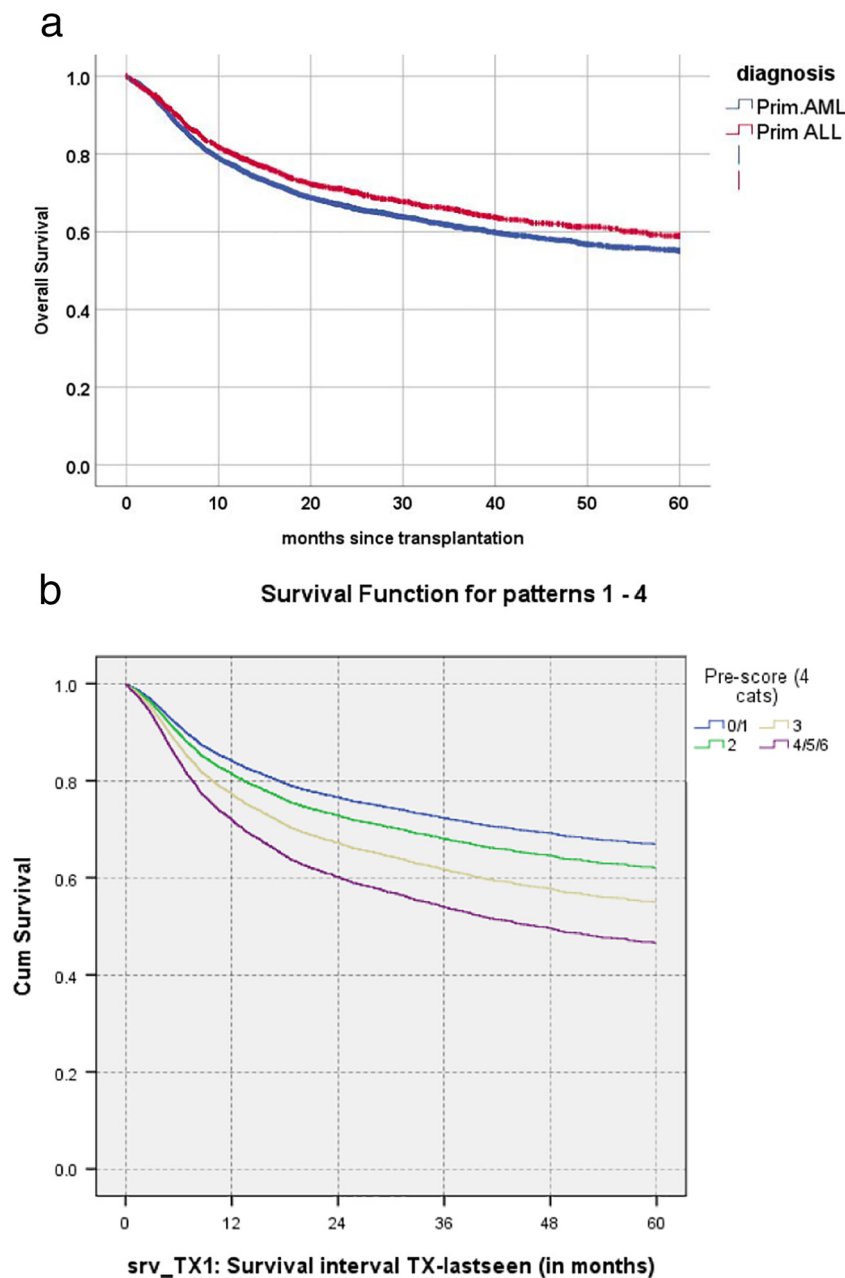 a
diagnosis
Prim.AML
Prim ALL
1.0
0.8
0.6
0.4
0.2
0.0
Overall Survival
0 10 20 30 40 50 60
months since transplantation
b
Survival Function for patterns 1 - 4
Pre-score (4
cats)
0/1 3
2 4/5/6
1.0
0.8
0.6
0.4
0.2
0.0
Cum Survival
0 12 24 36 48 60
srv_TX1: Survival interval TX-lastseen (in months)